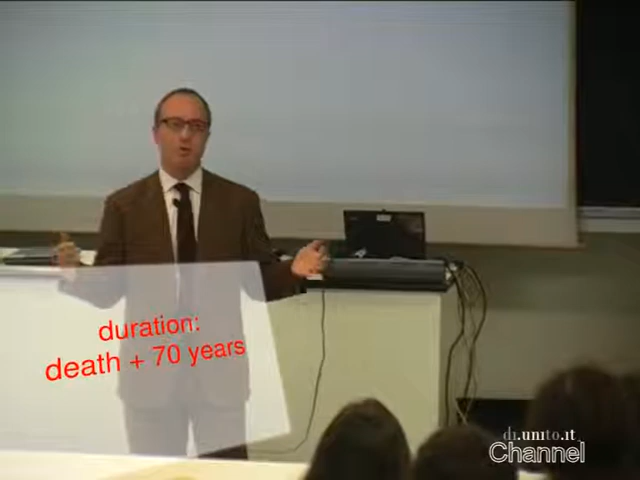 duration:
death + 70 years
di.unito.it
Channel